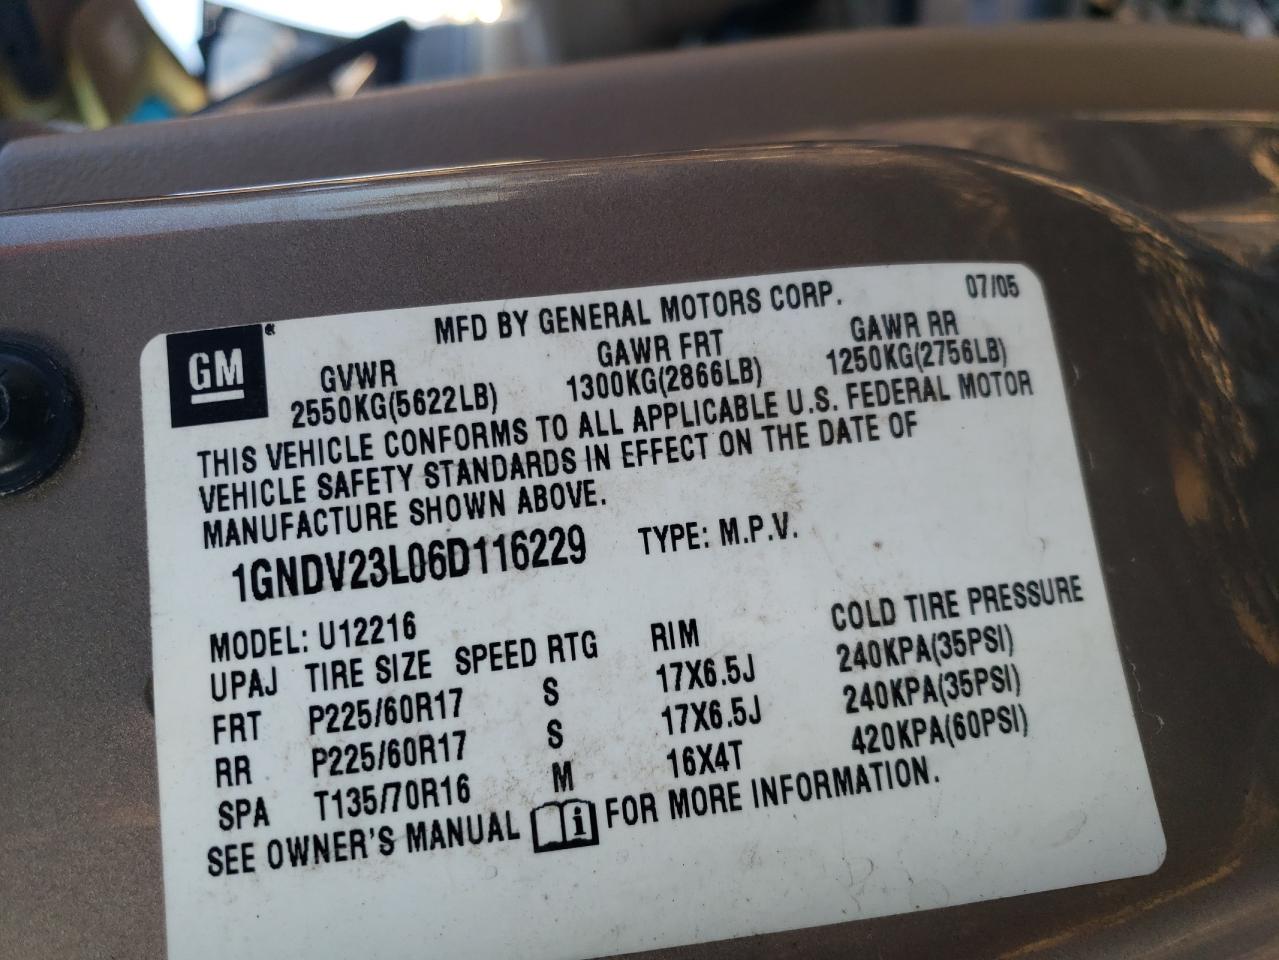 07/05
MFD BY GENERAL MOTORS CORP.
GM®
GVWR GAWR FRT GAWR RR
2550KG(5622LB) 1300KG(2866LB) 1250KG(2756LB)
THIS VEHICLE CONFORMS TO ALL APPLICABLE U.S. FEDERAL MOTOR
VEHICLE SAFETY STANDARDS IN EFFECT ON THE DATE OF
MANUFACTURE SHOWN ABOVE.
1GNDV23L06D116229 TYPE: M.P.V.
MODEL: U12216
UPAJ TIRE SIZE SPEED RTG RIM COLD TIRE PRESSURE
FRT P225/60R17 S 17X6.5J 240KPA(35PSI)
RR P225/60R17 S 17X6.5J 240KPA(35PSI)
SPA T135/70R16 M 16X4T 420KPA(60PSI)
SEE OWNER'S MANUAL i FOR MORE INFORMATION.